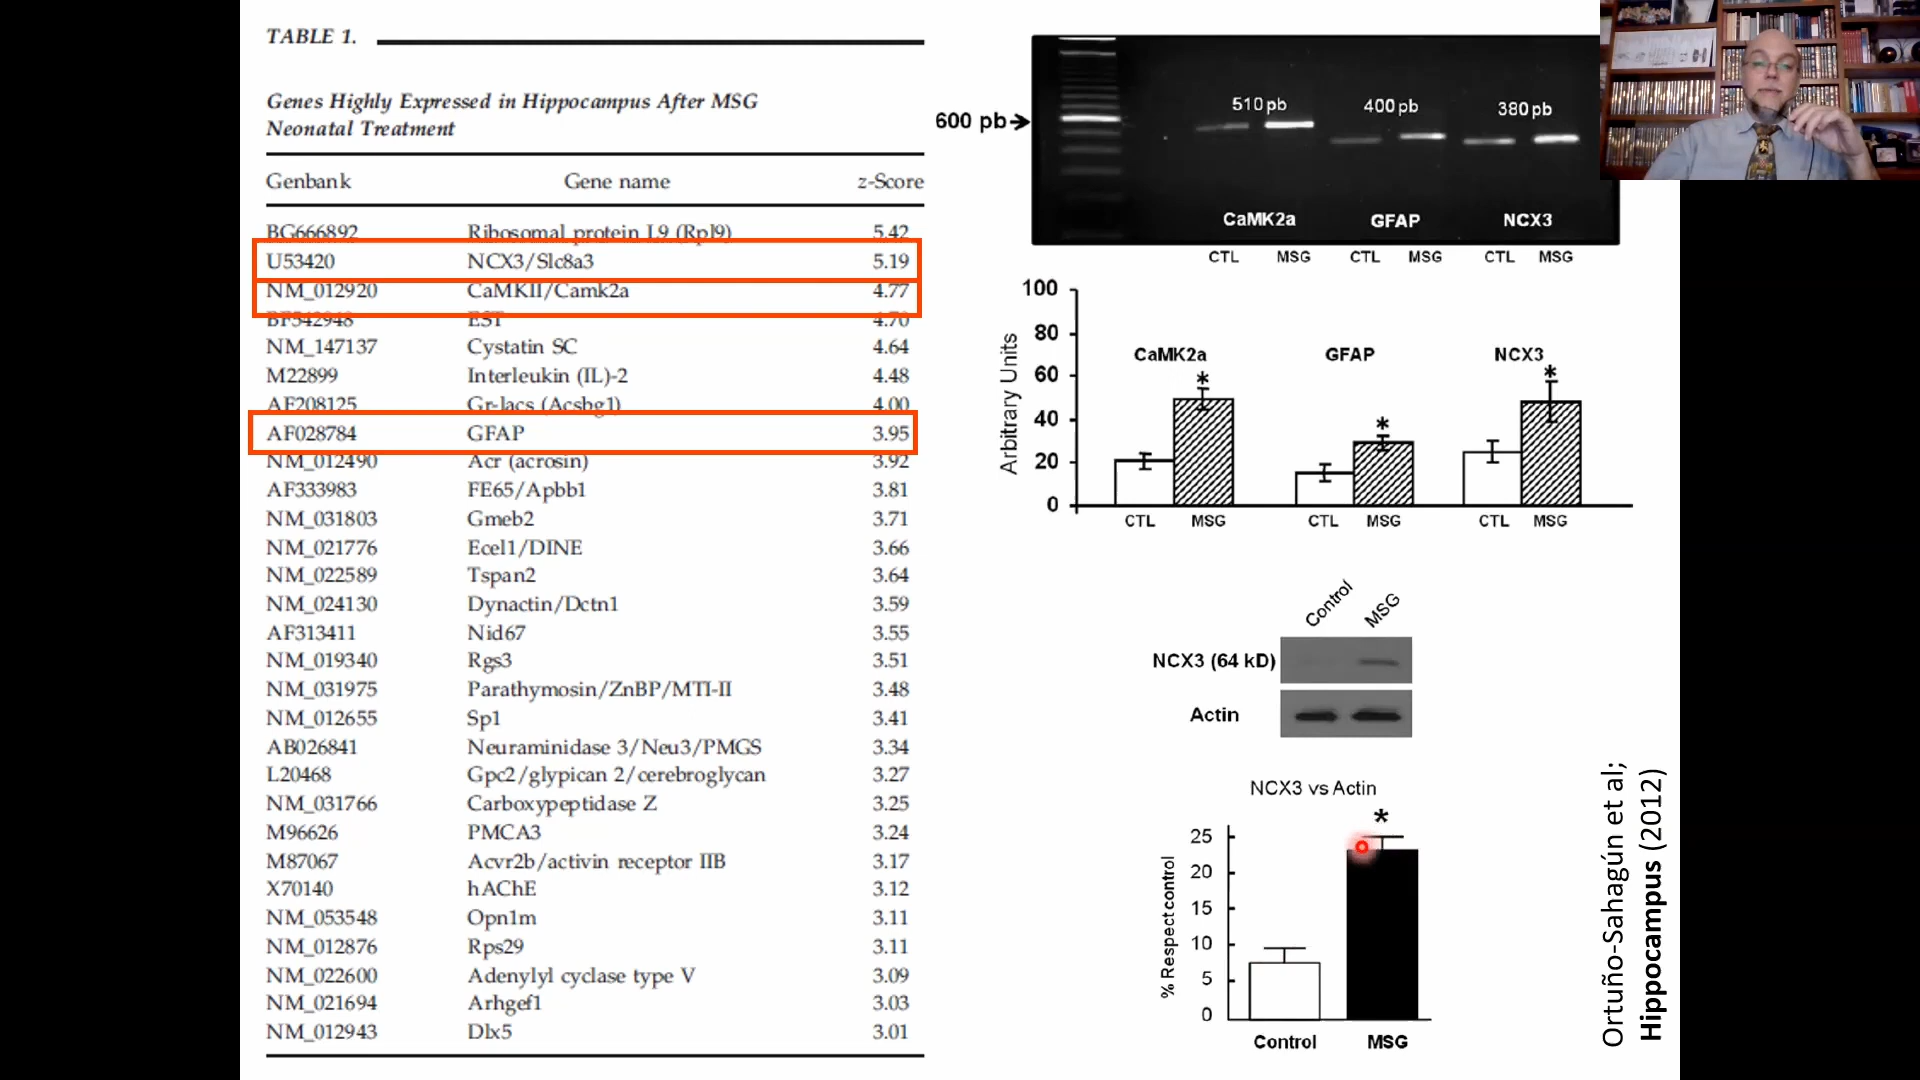 TABLE 1.
Genes Highly Expressed in Hippocampus After MSG
Neonatal Treatment
Genbank Gene name z-Score
BG666892 Ribosomal protein L9 (Rpl9) 5.42
U53420 NCX3/Slc8a3 5.19
NM_012920 CaMKII/Camk2a 4.77
BF542948 EST 4.70
NM_147137 Cystatin SC 4.64
M22899 Interleukin (IL)-2 4.48
AF208125 Gr-lacs (Acsbg1) 4.00
AF028784 GFAP 3.95
NM_012490 Acr (acrosin) 3.92
AF333983 FE65/Apbb1 3.81
NM_031803 Gmeb2 3.71
NM_021776 Ecel1/DINE 3.66
NM_022589 Tspan2 3.64
NM_024130 Dynactin/Dctn1 3.59
AF313411 Nid67 3.55
NM_019340 Rgs3 3.51
NM_031975 Parathymosin/ZnBP/MTI-II 3.48
NM_012655 Sp1 3.41
AB026841 Neuraminidase 3/Neu3/PMGS 3.34
L20468 Gpc2/glypican 2/cerebroglycan 3.27
NM_031766 Carboxypeptidase Z 3.25
M96626 PMCA3 3.24
M87067 Acvr2b/activin receptor IIB 3.17
X70140 hAChE 3.12
NM_053548 Opn1m 3.11
NM_012876 Rps29 3.11
NM_022600 Adenylyl cyclase type V 3.09
NM_021694 Arhgef1 3.03
NM_012943 Dlx5 3.01
600 pb
510 pb 400 pb 380 pb
CaMK2a GFAP NCX3
CTL MSG CTL MSG CTL MSG
Arbitrary Units
100
80
60
40
20
0
CaMK2a GFAP NCX3
* * *
CTL MSG CTL MSG CTL MSG
Control MSG
NCX3 (64 kD)
Actin
NCX3 vs Actin
*
% Respect control
25
20
15
10
5
0
Control MSG
Ortuño-Sahagún et al;
Hippocampus (2012)